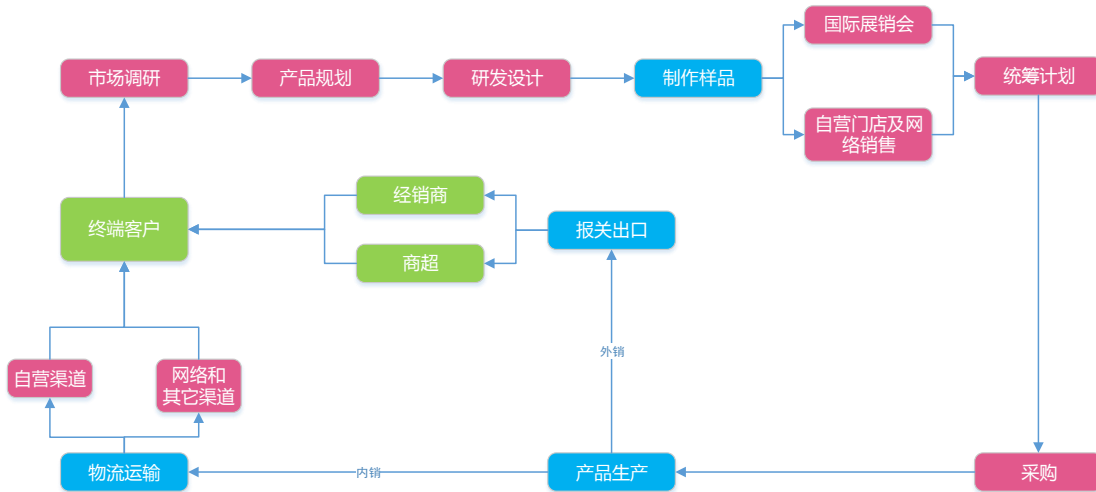 国际展销会
市场调研
产品规划
研发设计
制作样品
统筹计划
自营门店及网
络销售
经销商
终端客户
报关出口
商超
外销
自营渠道
网络和
其它渠道
物流运输
内销
产品生产
采购